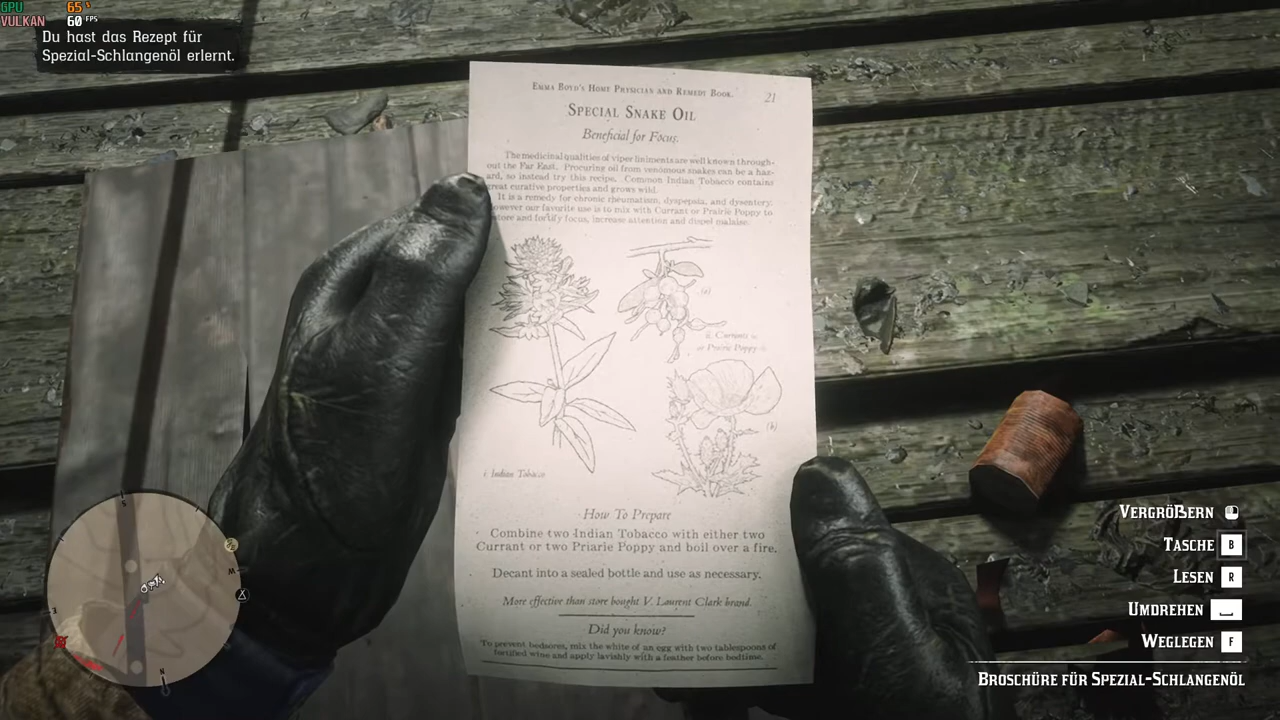 GPU 65 %
VULKAN 60 FPS
Du hast das Rezept für
Spezial-Schlangenöl erlernt.
EMMA BOYD'S HOME PHYSICIAN AND REMEDY BOOK. 21
SPECIAL SNAKE OIL
Beneficial for Focus.
The medicinal qualities of viper liniments are well known through-
out the Far East. Procuring oil from venomous snakes can be a haz-
ard, so instead try this recipe. Common Indian Tobacco contains
great curative properties and grows wild.
It is a remedy for chronic rheumatism, dyspepsia, and dysentery.
However our favorite use is to mix with Currant or Prairie Poppy to
store and fortify focus, increase attention and dispel malaise.
(a)
ii. Currants
or Prairie Poppy
(b)
i. Indian Tobacco
How To Prepare
Combine two Indian Tobacco with either two
Currant or two Priarie Poppy and boil over a fire.
Decant into a sealed bottle and use as necessary.
More effective than store bought V. Laurent Clark brand.
Did you know?
To prevent bedsores, mix the white of an egg with two tablespoons of
fortified wine and apply lavishly with a feather before bedtime.
S
W
E
N
VERGRÖẞERN
TASCHE B
LESEN R
UMDREHEN
WEGLEGEN F
BROSCHÜRE FÜR SPEZIAL-SCHLANGENÖL